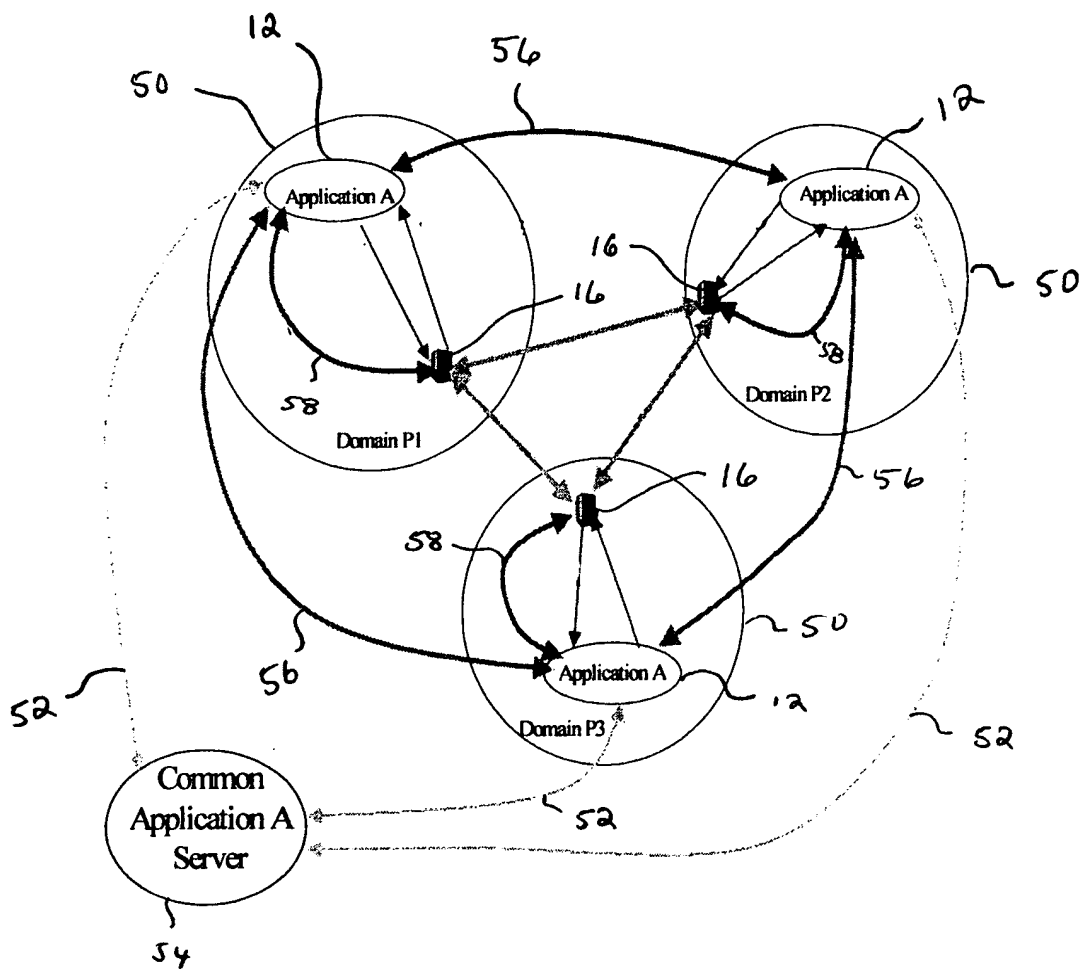 12
56
50
12
Application A
Application A
16
16
50
58
58
Domain P2
Domain P1
56
16
58
50
56
Application A
12
52
Domain P3
52
52
Common
Application A
Server
54